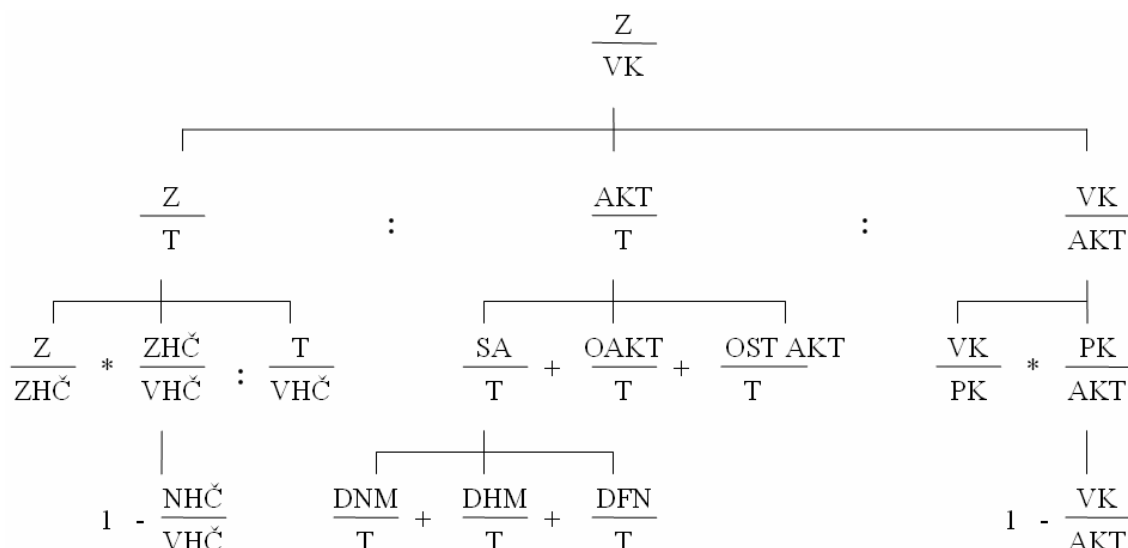 Z
VK
Z : AKT : VK
T T AKT
Z * ZHČ : T SA + OAKT + OST AKT VK * PK
ZHČ VHČ VHČ T T T PK AKT
1 - NHČ DNM + DHM + DFN 1 - VK
VHČ T T T AKT